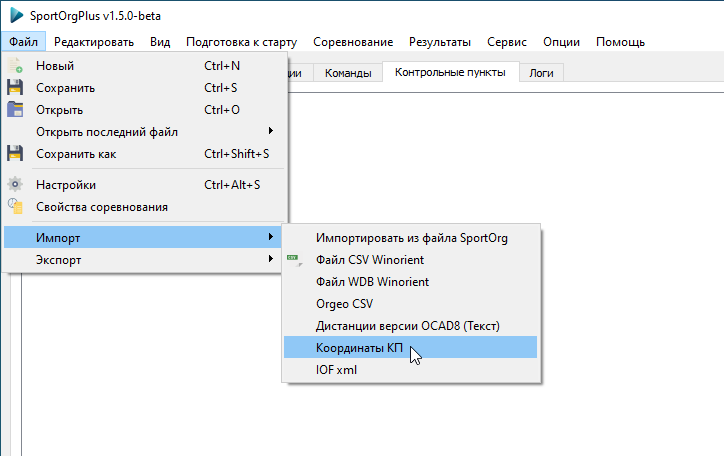 SportOrgPlus v1.5.0-beta
Файл Редактировать Вид Подготовка к старту Соревнование Результаты Сервис Опции Помощь
Команды Контрольные пункты Логи
Новый Ctrl+N
Сохранить Ctrl+S
Открыть Ctrl+O
Открыть последний файл
Сохранить как Ctrl+Shift+S
Настройки Ctrl+Alt+S
Свойства соревнования
Импорт
Экспорт
Импортировать из файла SportOrg
Файл CSV Winorient
Файл WDB Winorient
Orgeo CSV
Дистанции версии OCAD8 (Текст)
Координаты КП
IOF xml